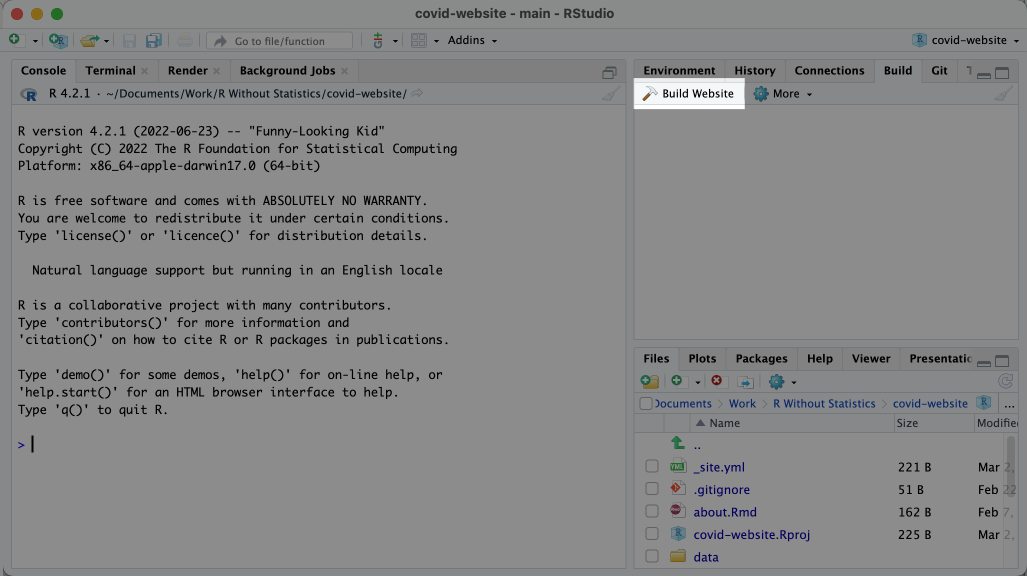 covid-website - main - RStudio
Go to file/function
Addins
covid-website
Console Terminal Render Background Jobs
R 4.2.1 · ~/Documents/Work/R Without Statistics/covid-website/
R version 4.2.1 (2022-06-23) -- "Funny-Looking Kid"
Copyright (C) 2022 The R Foundation for Statistical Computing
Platform: x86_64-apple-darwin17.0 (64-bit)
R is free software and comes with ABSOLUTELY NO WARRANTY.
You are welcome to redistribute it under certain conditions.
Type 'license()' or 'licence()' for distribution details.
Natural language support but running in an English locale
R is a collaborative project with many contributors.
Type 'contributors()' for more information and
'citation()' on how to cite R or R packages in publications.
Type 'demo()' for some demos, 'help()' for on-line help, or
'help.start()' for an HTML browser interface to help.
Type 'q()' to quit R.
>
Environment History Connections Build Git
Build Website More
Files Plots Packages Help Viewer Presentatic
Documents > Work > R Without Statistics > covid-website ...
Name Size Modified
..
_site.yml 221 B Mar 2,
.gitignore 51 B Feb 22
about.Rmd 162 B Feb 7,
covid-website.Rproj 225 B Mar 2,
data